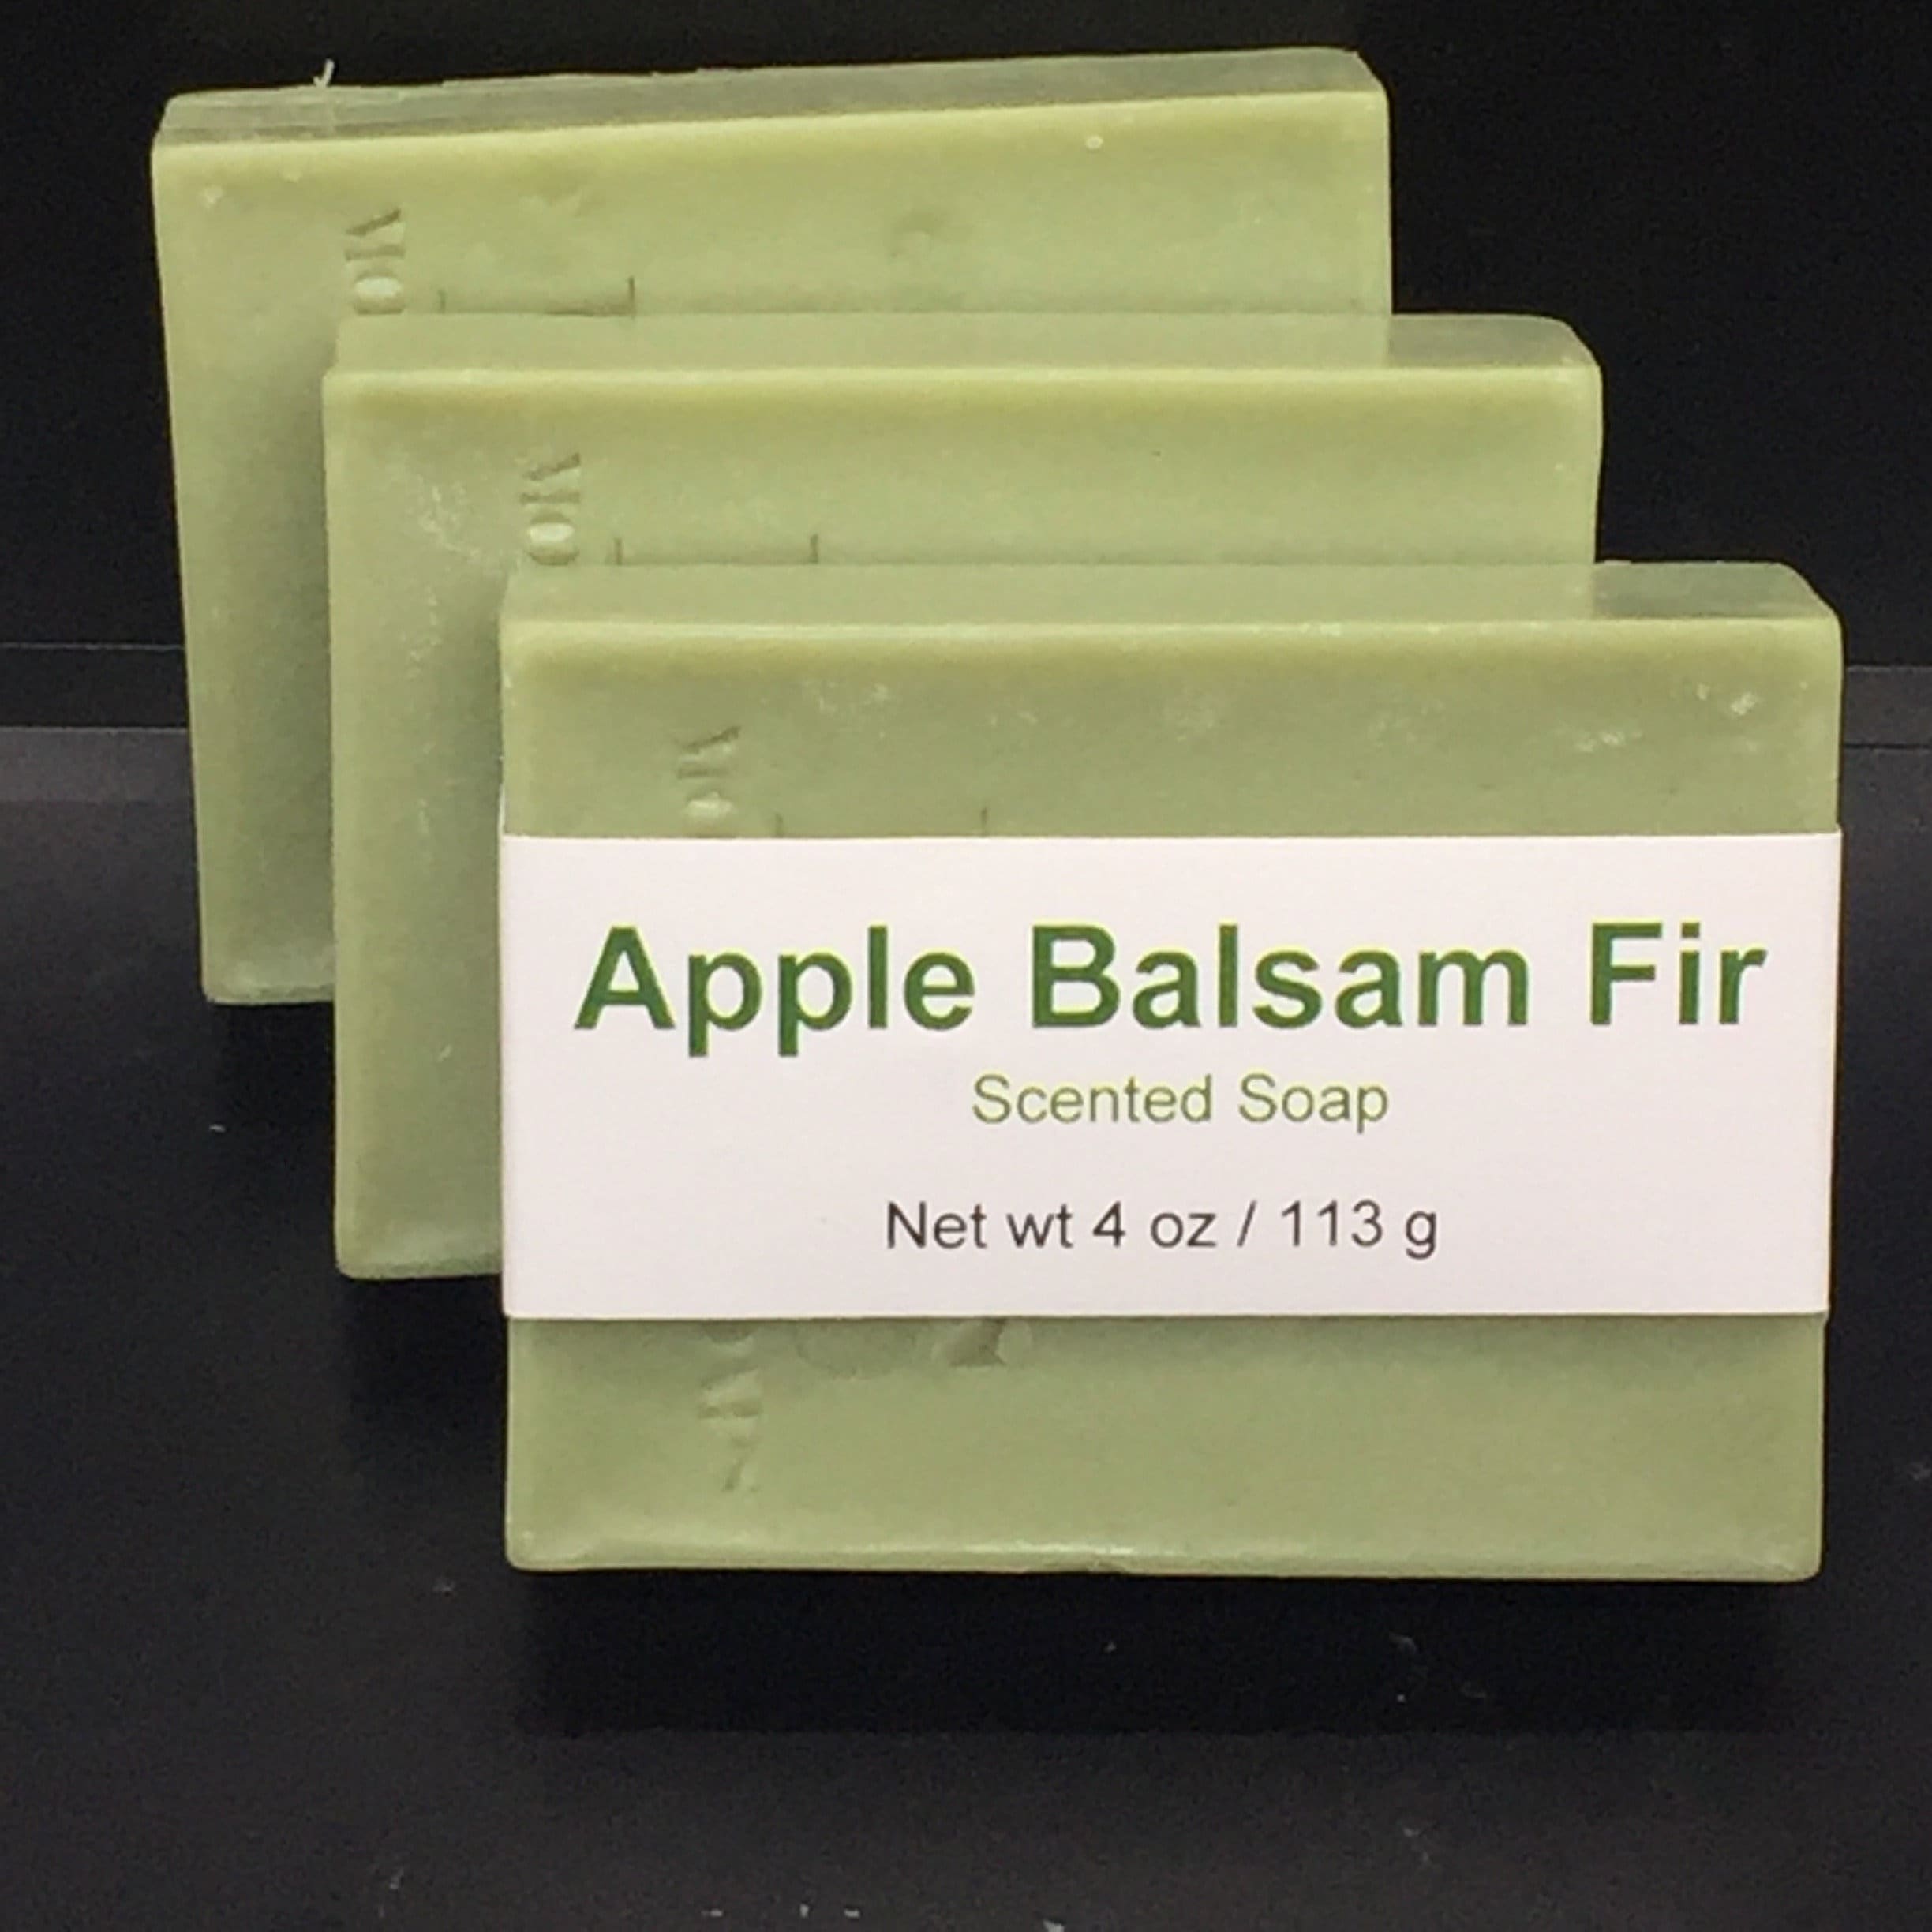 Apple Balsam Fir
Scented Soap
Net wt 4 oz / 113 g